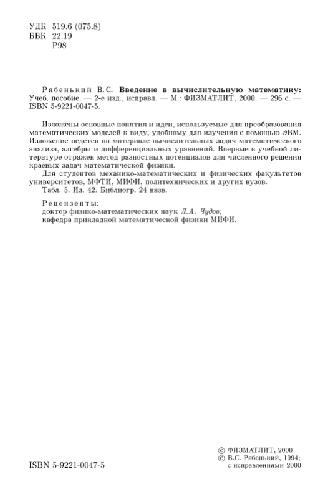 УДК 519.6 (075.8)
ББК 22.19
Р98
Рябенький В.С. Введение в вычислительную математику:
Учеб. пособие. — 2-е изд., исправл. — М.: ФИЗМАТЛИТ, 2000. — 296 с. —
ISBN 5-9221-0047-5
Изложены основные понятия и идеи, используемые для преобразования
математических моделей к виду, удобному для изучения с помощью ЭВМ.
Изложение ведется на материале вычислительных задач математического
анализа, алгебры и дифференциальных уравнений. Впервые в учебной ли-
тературе отражен метод разностных потенциалов для численного решения
краевых задач математической физики.
Для студентов механико-математических и физических факультетов
университетов, МФТИ, МИФИ, политехнических и других вузов.
Табл. 5. Ил. 42. Библиогр. 24 назв.
Рецензенты:
доктор физико-математических наук Л.А. Чудов;
кафедра прикладной математической физики МИФИ.
ISBN 5-9221-0047-5
© ФИЗМАТЛИТ, 2000
© В.С. Рябенький, 1994;
с исправлениями 2000